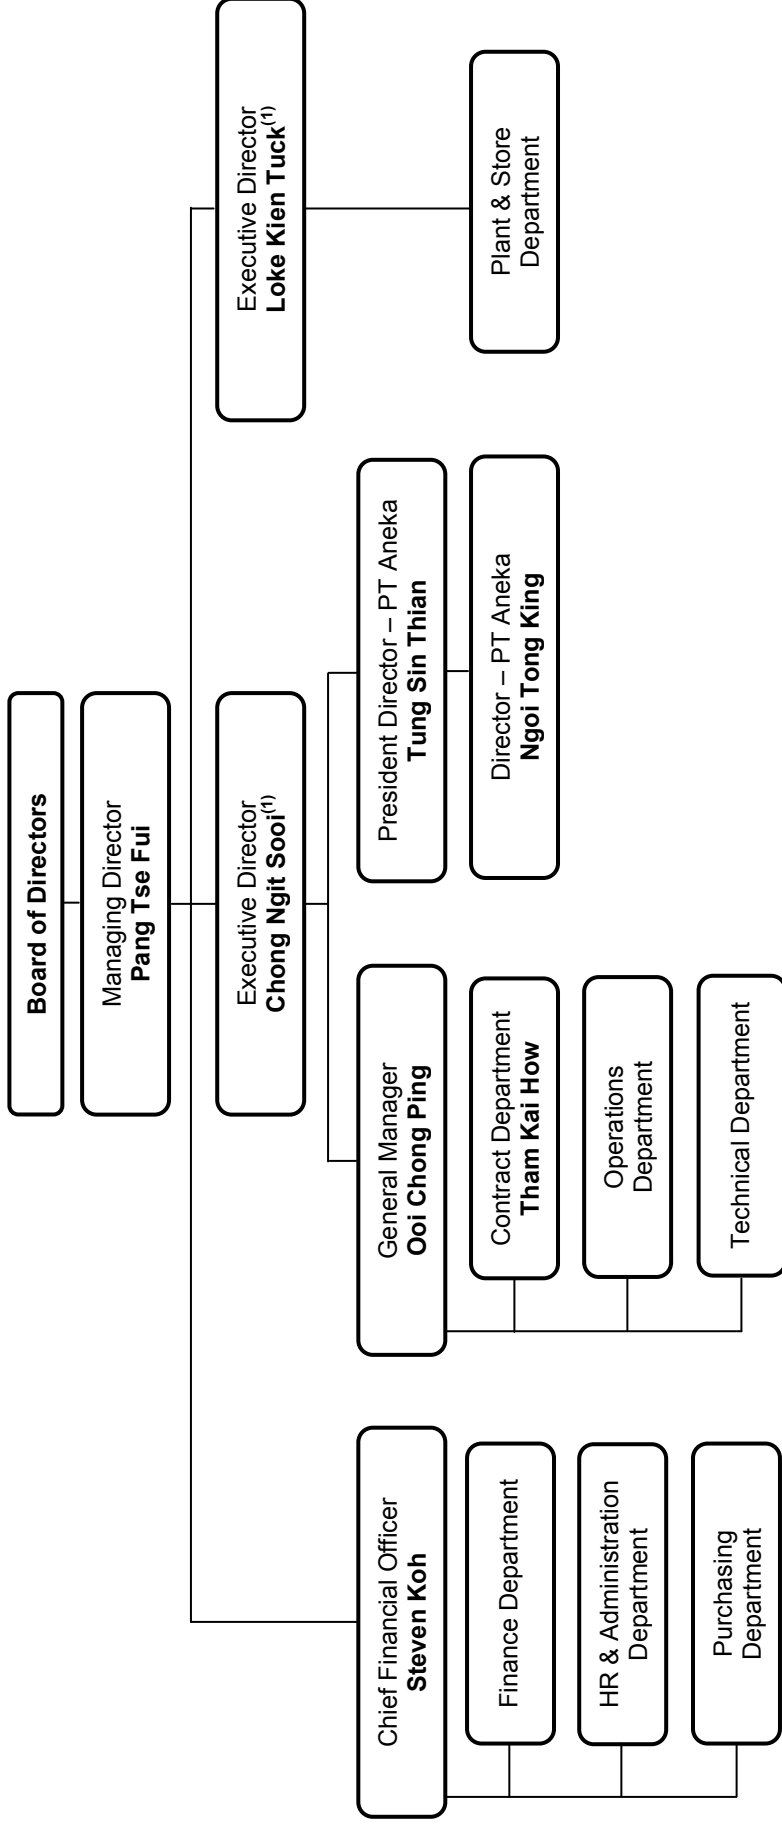 Board of Directors
Managing Director
Pang Tse Fui
Executive Director
Chong Ngit Sooi(1)
Executive Director
Loke Kien Tuck(1)
Chief Financial Officer
Steven Koh
General Manager
Ooi Chong Ping
President Director – PT Aneka
Tung Sin Thian
Finance Department
HR & Administration
Department
Purchasing
Department
Contract Department
Tham Kai How
Operations
Department
Technical Department
Director – PT Aneka
Ngoi Tong King
Plant & Store
Department